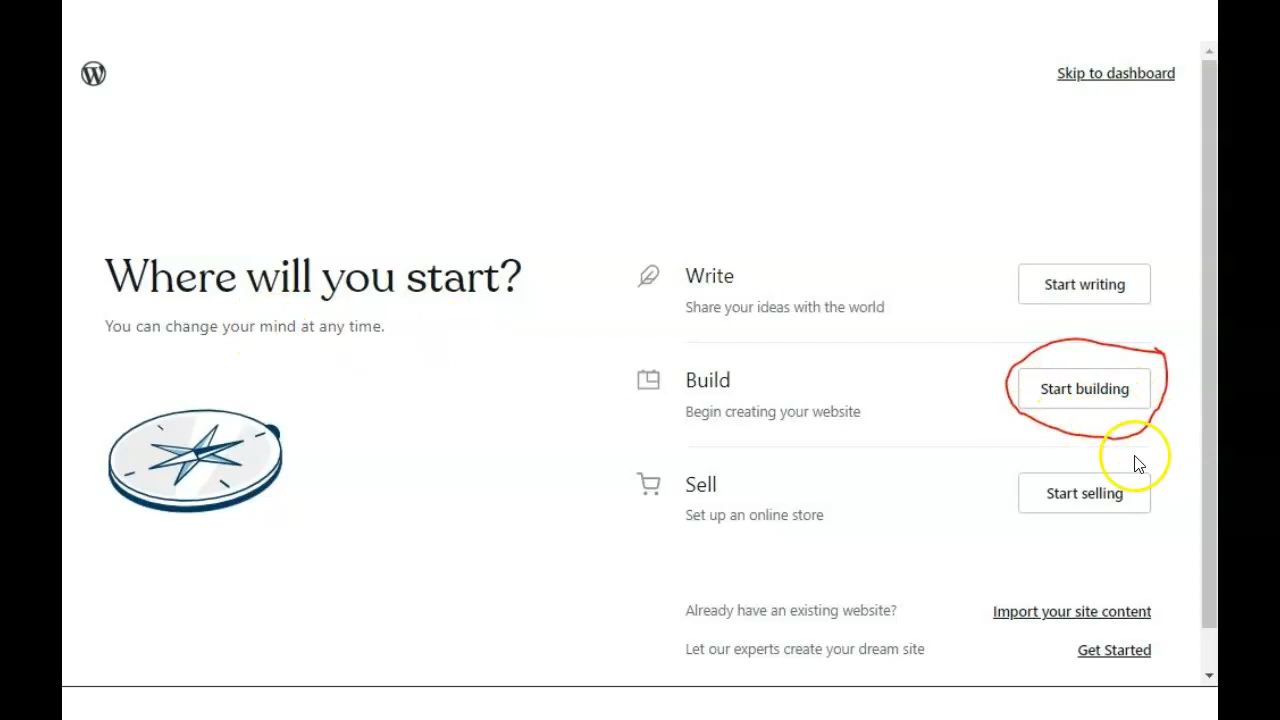 Skip to dashboard
Where will you start?
You can change your mind at any time.
Write
Share your ideas with the world
Start writing
Build
Begin creating your website
Start building
Sell
Set up an online store
Start selling
Already have an existing website?
Import your site content
Let our experts create your dream site
Get Started